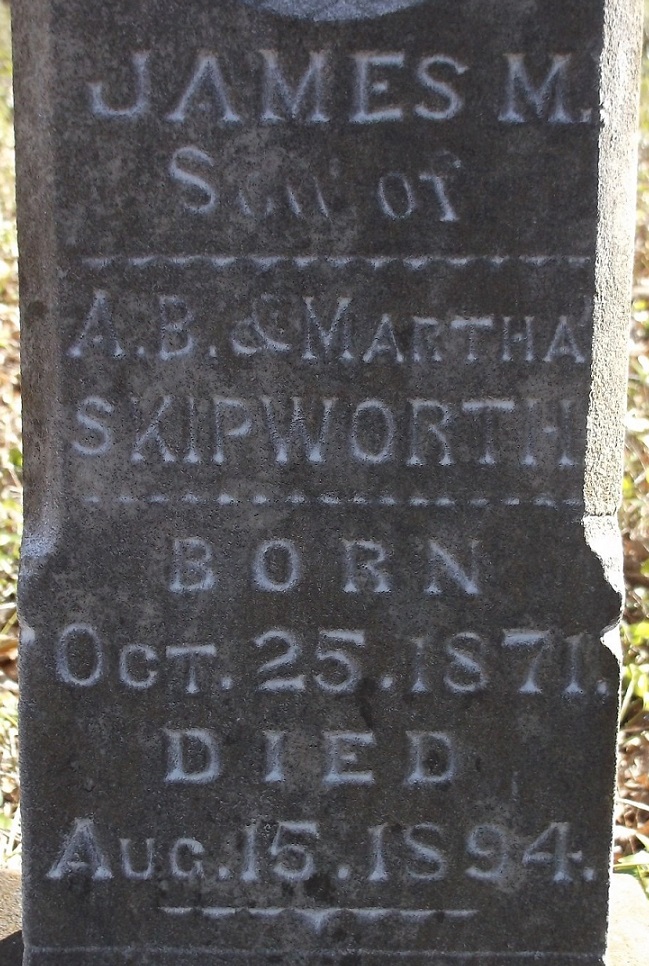 JAMES M.
SON OF
A. B. & MARTHA
SKIPWORTH
BORN
OCT. 25. 1871.
DIED
AUG. 15. 1894.